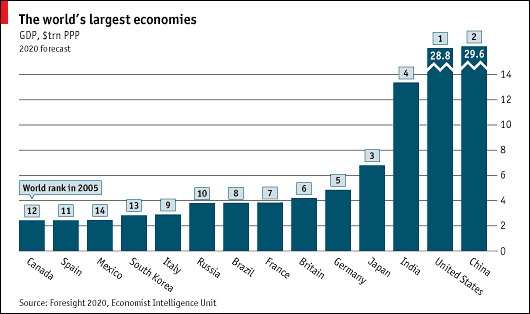 The world's largest economies
GDP, $trn PPP
2020 forecast
1 2
28.8 29.6
4
14
12
10
3
8
5
6
World rank in 2005
6
10 8 7
4
13 9
12 11 14
2
0
Canada
Spain
Mexico
South Korea
Italy
Russia
Brazil
France
Britain
Germany
Japan
India
United States
China
Source: Foresight 2020, Economist Intelligence Unit